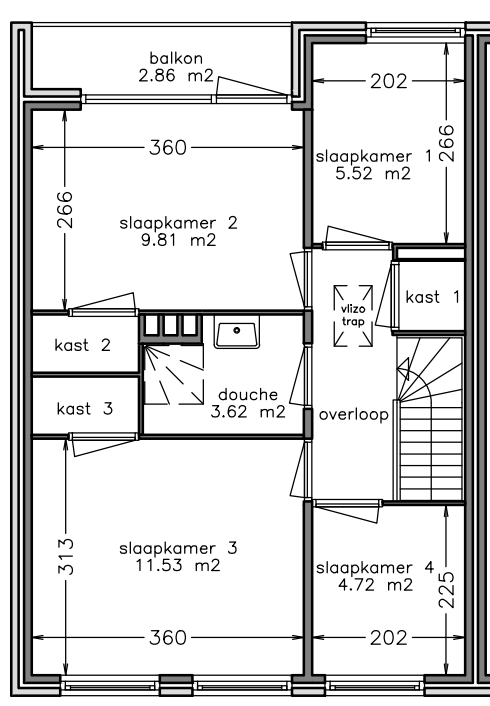 balkon
2.86 m2
202
360
266
266
slaapkamer 1
5.52 m2
slaapkamer 2
9.81 m2
vlizo
trap
kast 1
kast 2
kast 3
douche
3.62 m2
overloop
slaapkamer 3
11.53 m2
313
slaapkamer 4
4.72 m2
225
360
202